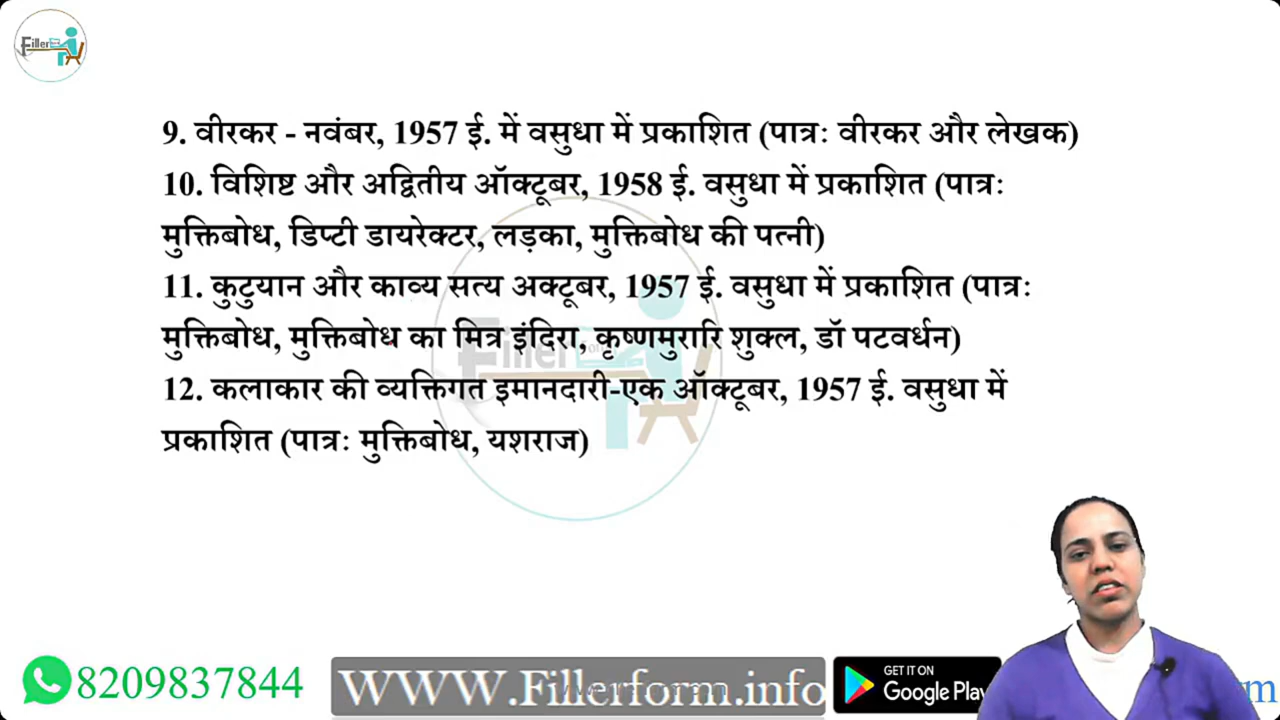 Filler
9. वीरकर - नवंबर, 1957 ई. में वसुधा में प्रकाशित (पात्रः वीरकर और लेखक)
10. विशिष्ट और अद्वितीय ऑक्टूबर, 1958 ई. वसुधा में प्रकाशित (पात्रः
मुक्तिबोध, डिप्टी डायरेक्टर, लड़का, मुक्तिबोध की पत्नी)
11. कुटुयान और काव्य सत्य अक्टूबर, 1957 ई. वसुधा में प्रकाशित (पात्रः
मुक्तिबोध, मुक्तिबोध का मित्र इंदिरा, कृष्णमुरारि शुक्ल, डॉ पटवर्धन)
12. कलाकार की व्यक्तिगत इमानदारी-एक ऑक्टूबर, 1957 ई. वसुधा में
प्रकाशित (पात्रः मुक्तिबोध, यशराज)
8209837844
WWW.Fillerform.info
GET IT ON
Google Play